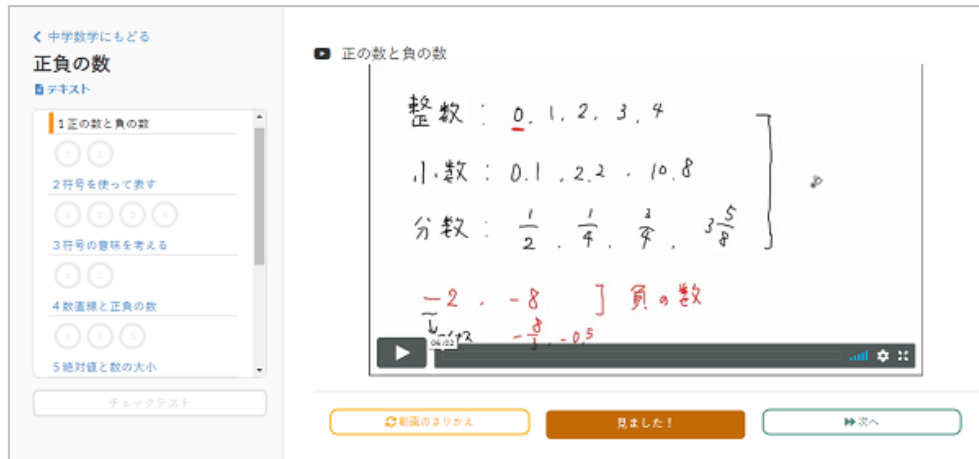 中学数学にもどる
正負の数
テキスト
1 正の数と負の数
2 符号を使って表す
3 符号の意味を考える
4 数直線と正負の数
5 絶対値と数の大小
チェックテスト
正の数と負の数
整数: 0, 1, 2, 3, 4
小数: 0.1, 2.2, 10.8
分数: 1/2, 1/4, 3/4, 3 5/8
-2, -8 ] 負の数
-0.5
06:02
動画のきりかえ
見ました！
次へ